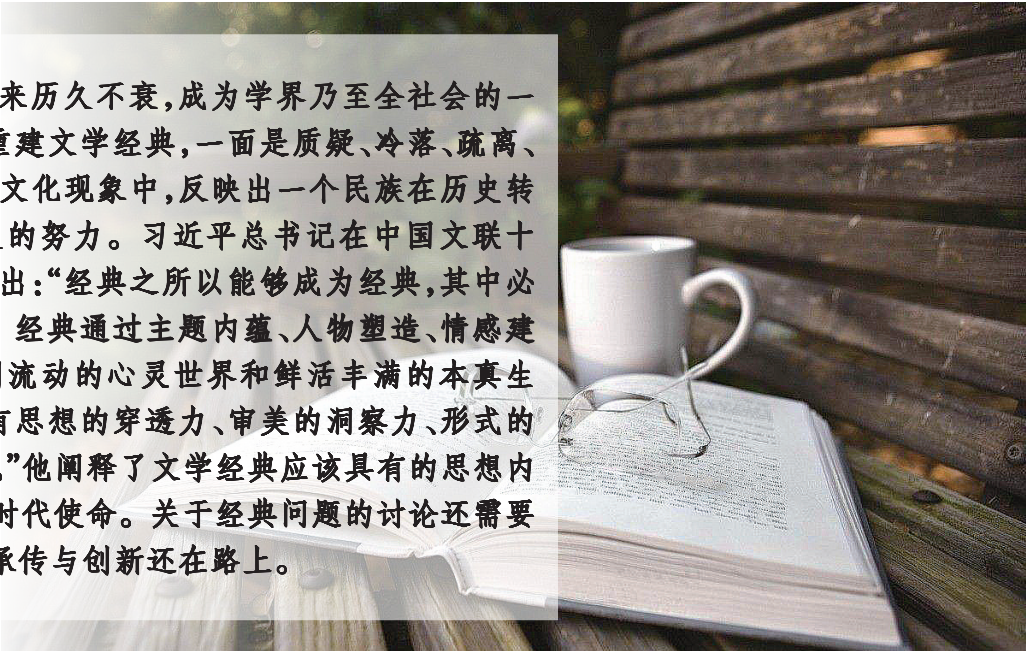 来历久不衰,成为学界乃至全社会的一
重建文学经典,一面是质疑、冷落、疏离、
文化现象中,反映出一个民族在历史转
的努力。习近平总书记在中国文联十
出:“经典之所以能够成为经典,其中必
经典通过主题内蕴、人物塑造、情感建
流动的心灵世界和鲜活丰满的本真生
有思想的穿透力、审美的洞察力、形式的
。”他阐释了文学经典应该具有的思想内
时代使命。关于经典问题的讨论还需要
承传与创新还在路上。